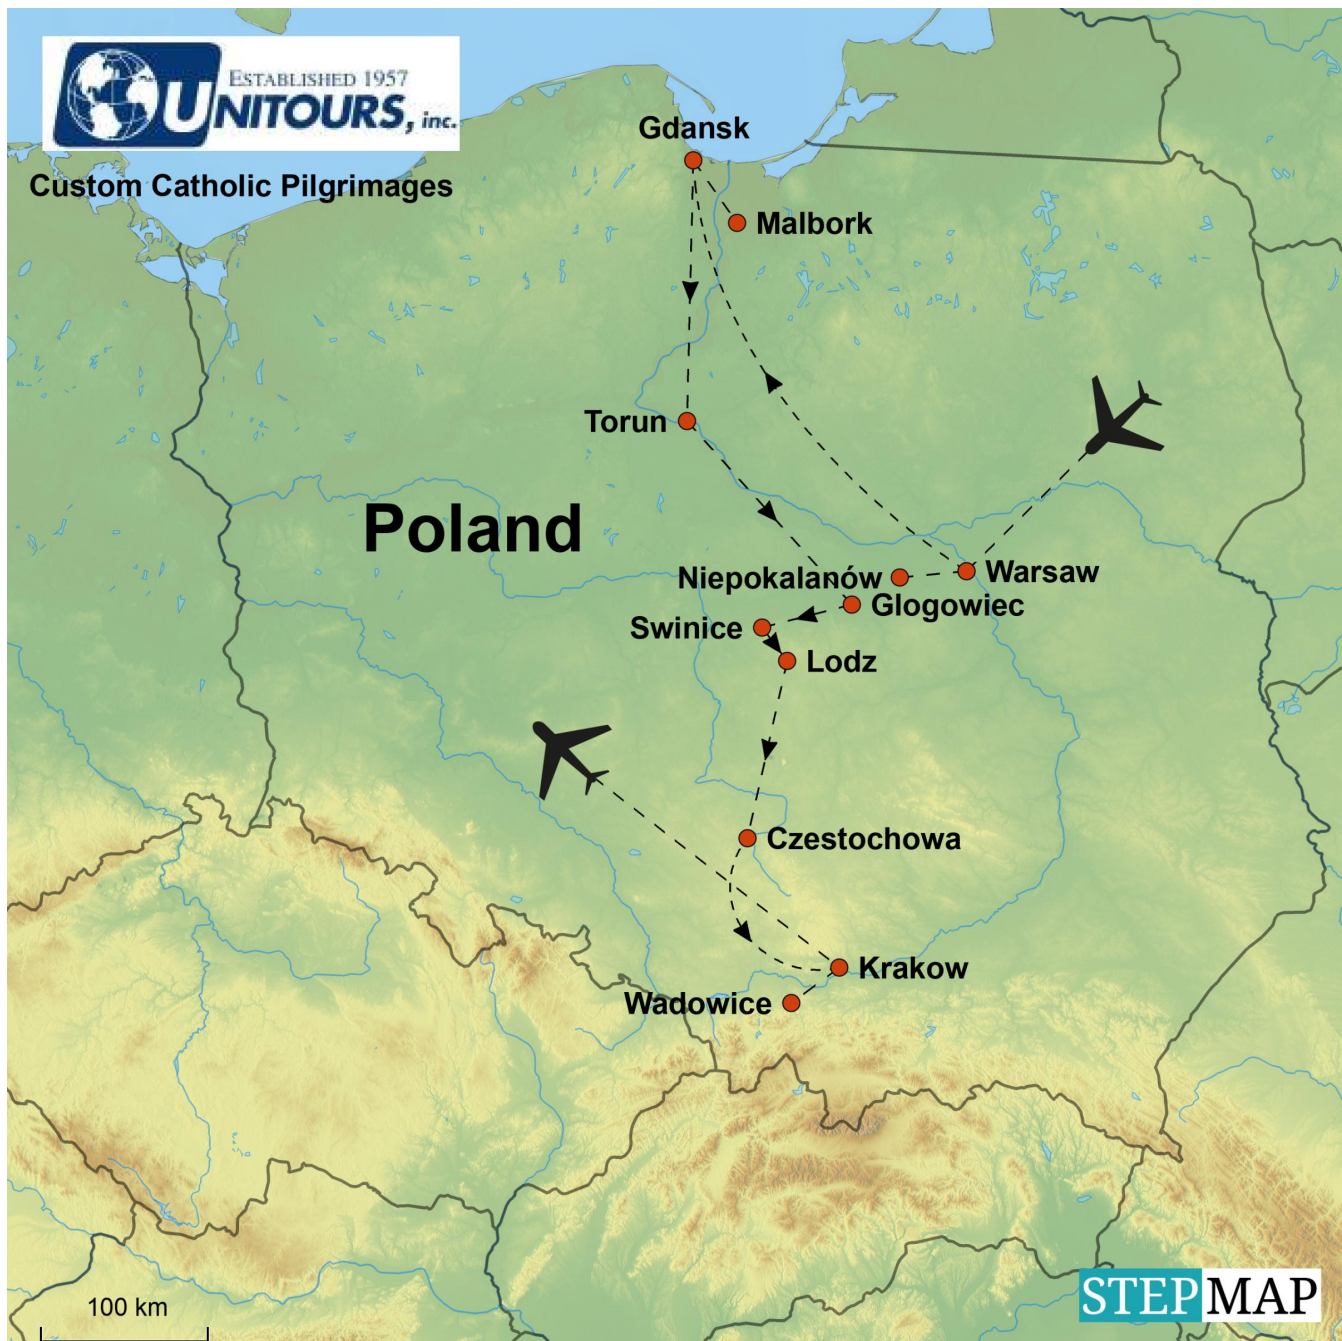 ESTABLISHED 1957
UNITOURS, inc.
Custom Catholic Pilgrimages
Gdansk
Malbork
Torun
Poland
Niepokalanów
Warsaw
Glogowiec
Swinice
Lodz
Czestochowa
Krakow
Wadowice
100 km
STEPMAP